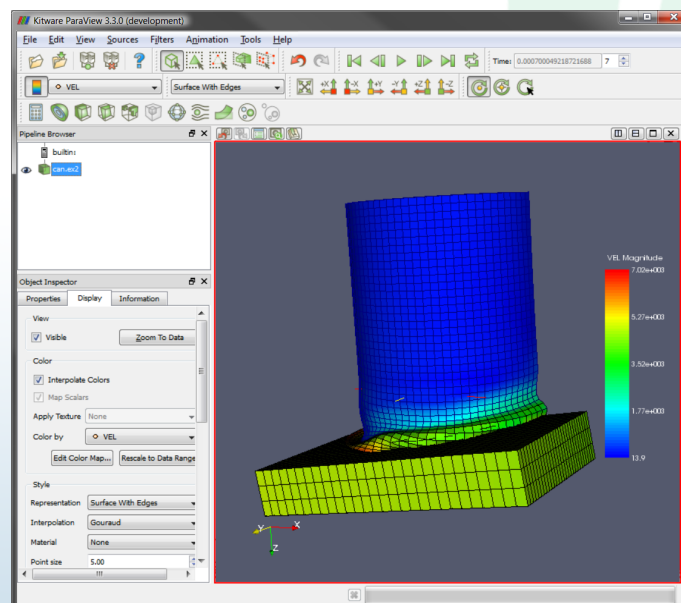 Kitware ParaView 3.3.0 (development)
File Edit View Sources Filters Animation Tools Help
Time: 0.000700049218721688 7
VEL Surface With Edges +X -X +Y -Y +Z -Z
Pipeline Browser
builtin:
can.ex2
Object Inspector
Properties Display Information
View
Visible Zoom To Data
Color
Interpolate Colors
Map Scalars
Apply Texture None
Color by VEL
Edit Color Map... Rescale to Data Range
Style
Representation Surface With Edges
Interpolation Gouraud
Material None
Point size 5.00
VEL Magnitude
7.02e+003
5.27e+003
3.52e+003
1.77e+003
13.9
Y X
Z